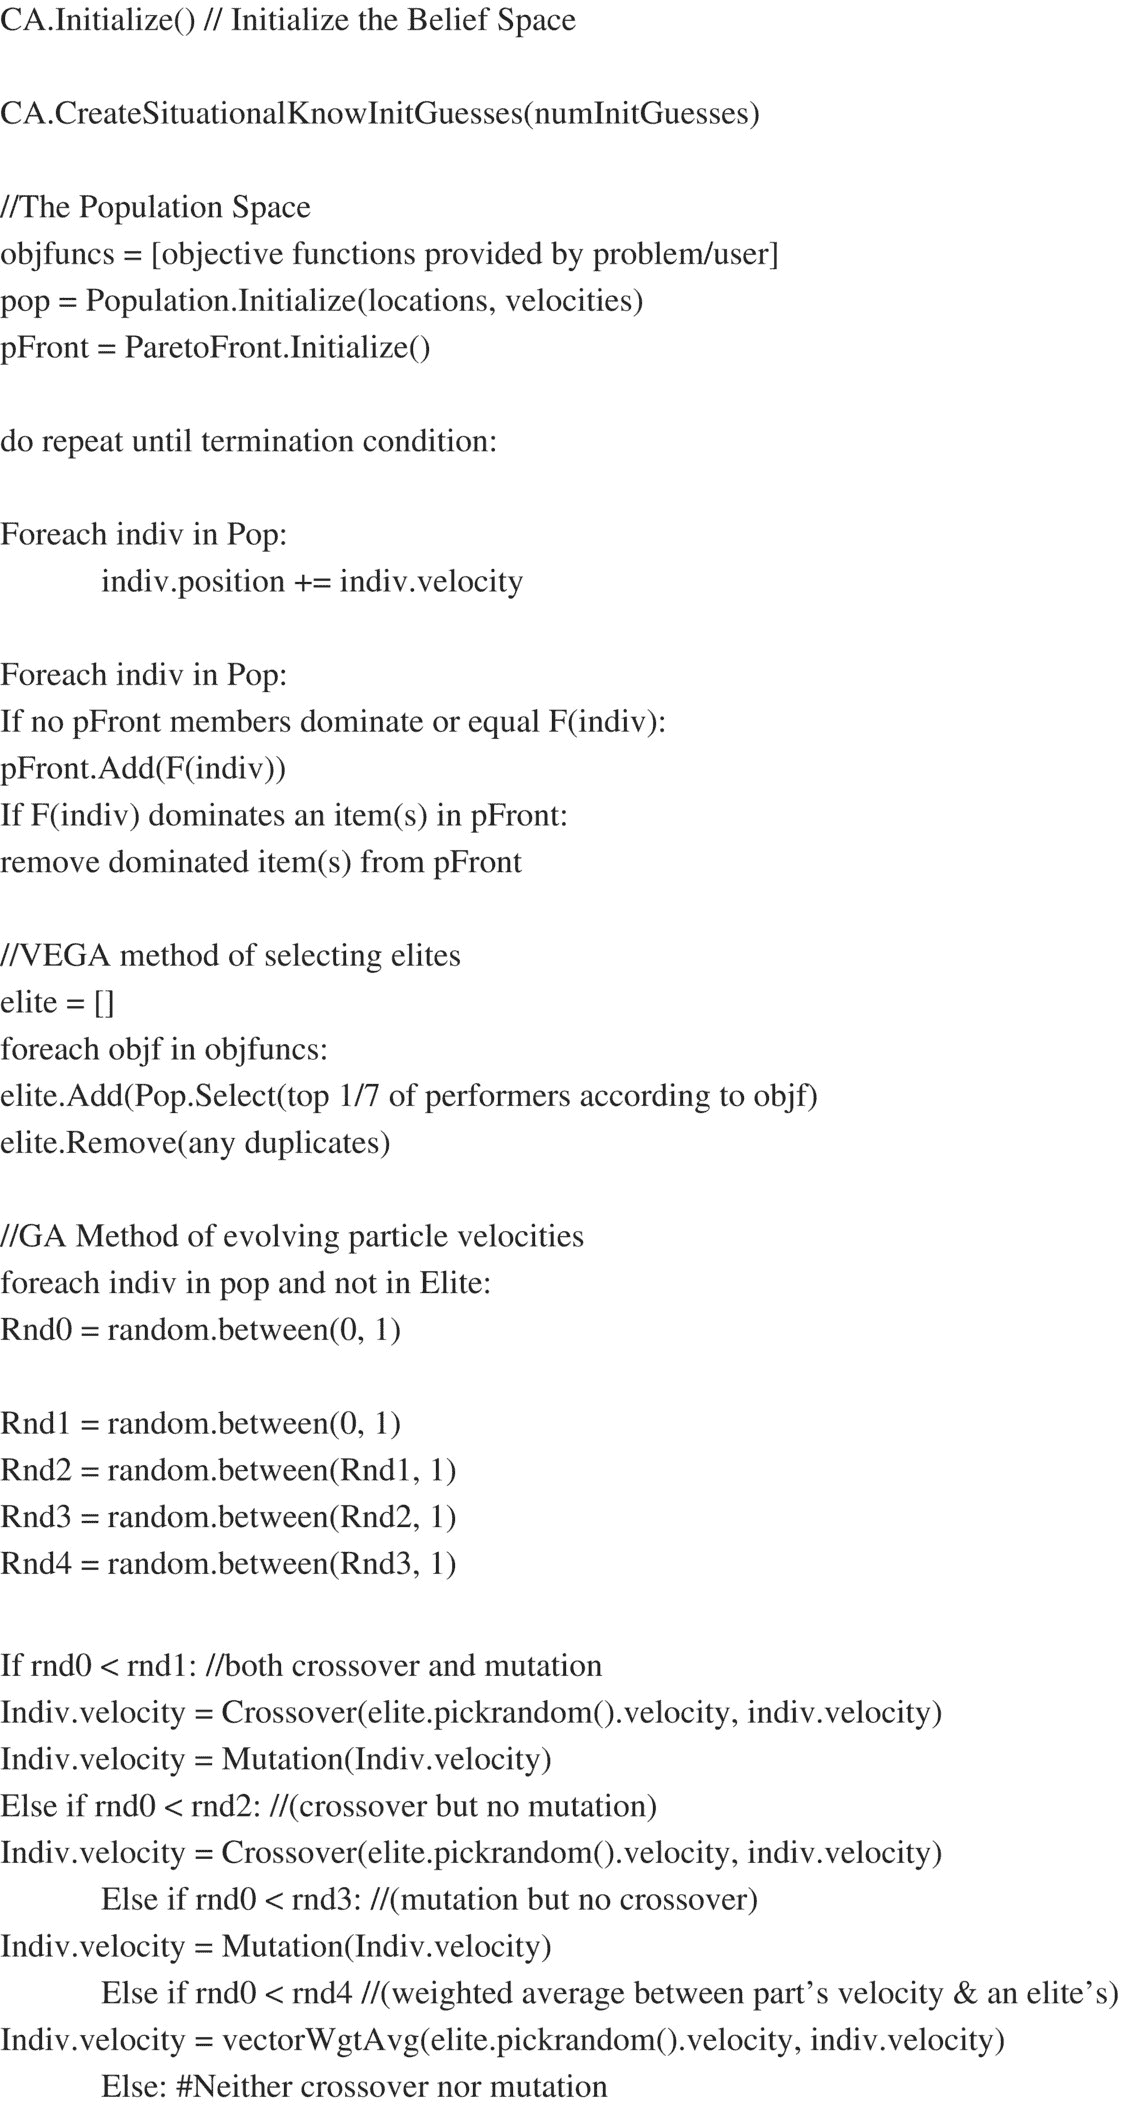 CA.Initialize() // Initialize the Belief Space
CA.CreateSituationalKnowInitGuesses(numInitGuesses)
//The Population Space
objfuncs = [objective functions provided by problem/user]
pop = Population.Initialize(locations, velocities)
pFront = ParetoFront.Initialize()
do repeat until termination condition:
Foreach indiv in Pop:
indiv.position += indiv.velocity
Foreach indiv in Pop:
If no pFront members dominate or equal F(indiv):
pFront.Add(F(indiv))
If F(indiv) dominates an item(s) in pFront:
remove dominated item(s) from pFront
//VEGA method of selecting elites
elite = []
foreach objf in objfuncs:
elite.Add(Pop.Select(top 1/7 of performers according to objf)
elite.Remove(any duplicates)
//GA Method of evolving particle velocities
foreach indiv in pop and not in Elite:
Rnd0 = random.between(0, 1)
Rnd1 = random.between(0, 1)
Rnd2 = random.between(Rnd1, 1)
Rnd3 = random.between(Rnd2, 1)
Rnd4 = random.between(Rnd3, 1)
If rnd0 < rnd1: //both crossover and mutation
Indiv.velocity = Crossover(elite.pickrandom().velocity, indiv.velocity)
Indiv.velocity = Mutation(Indiv.velocity)
Else if rnd0 < rnd2: //(crossover but no mutation)
Indiv.velocity = Crossover(elite.pickrandom().velocity, indiv.velocity)
Else if rnd0 < rnd3: //(mutation but no crossover)
Indiv.velocity = Mutation(Indiv.velocity)
Else if rnd0 < rnd4 //(weighted average between part’s velocity & an elite’s)
Indiv.velocity = vectorWgtAvg(elite.pickrandom().velocity, indiv.velocity)
Else: #Neither crossover nor mutation